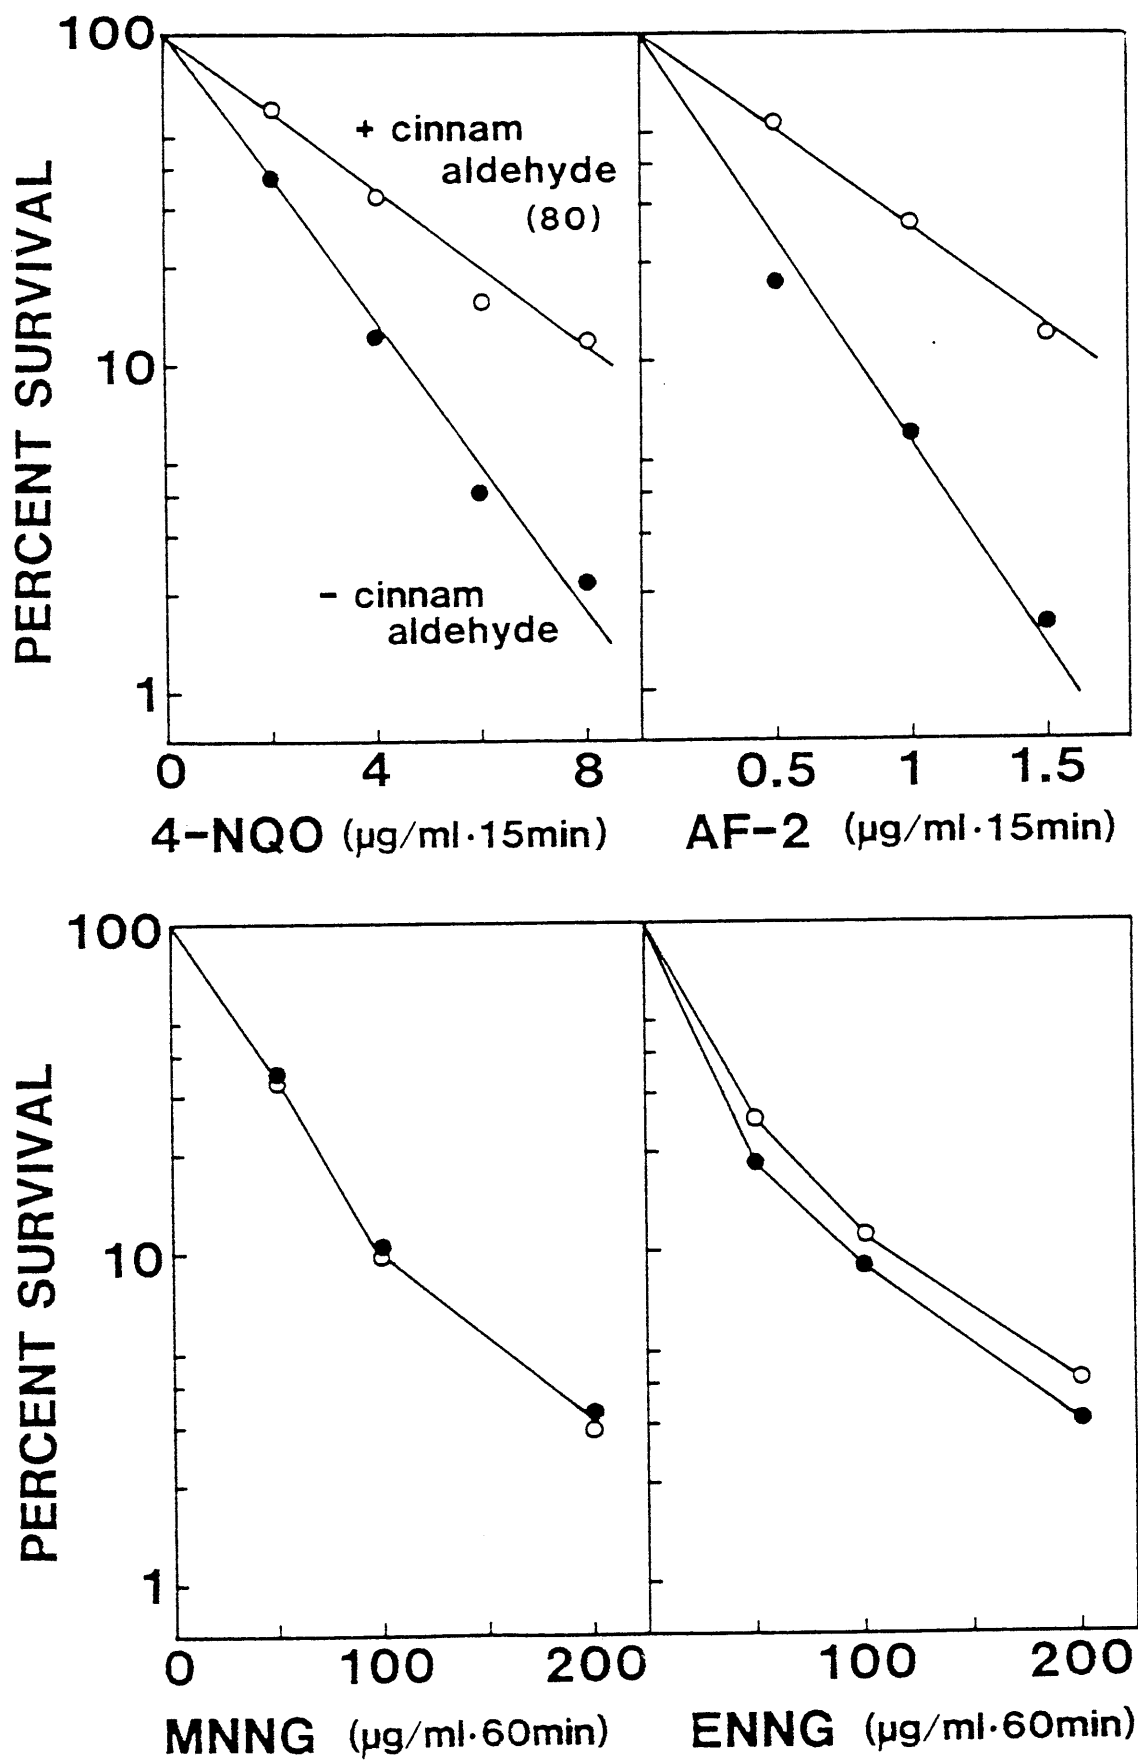 PERCENT SURVIVAL
100
10
1
+ cinnam
aldehyde
(80)
- cinnam
aldehyde
0
4
8
4-NQO (µg/ml·15min)
0.5
1
1.5
AF-2 (µg/ml·15min)
PERCENT SURVIVAL
100
10
1
0
100
200
MNNG (µg/ml·60min)
100
200
ENNG (µg/ml·60min)